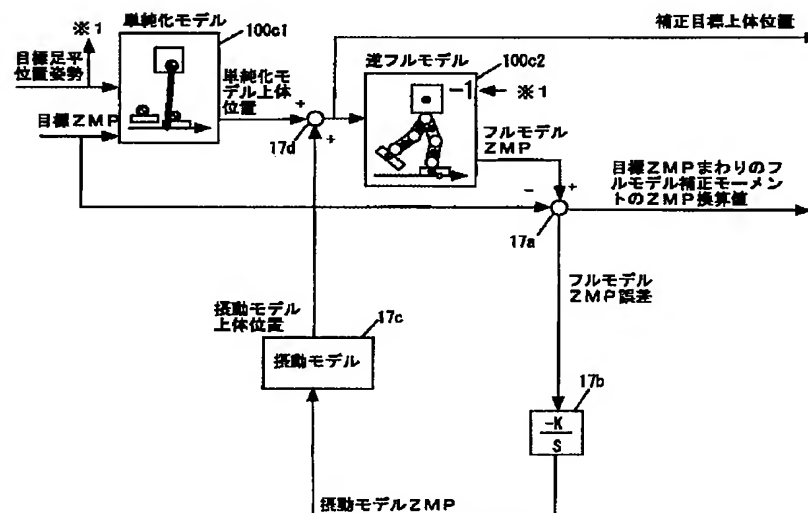 単純化モデル
100c1
※1
目標足平
位置姿勢
目標ZMP
単純化モ
デル上体
位置
+
+
17d
補正目標上体位置
逆フルモデル
100c2
-1
※1
フルモデル
ZMP
-
+
17a
目標ZMPまわりの
フルモデル補正モーメン
トのZMP換算値
フルモデル
ZMP誤差
摂動モデル
上体位置
17c
摂動モデル
17b
-K
S
摂動モデルZMP